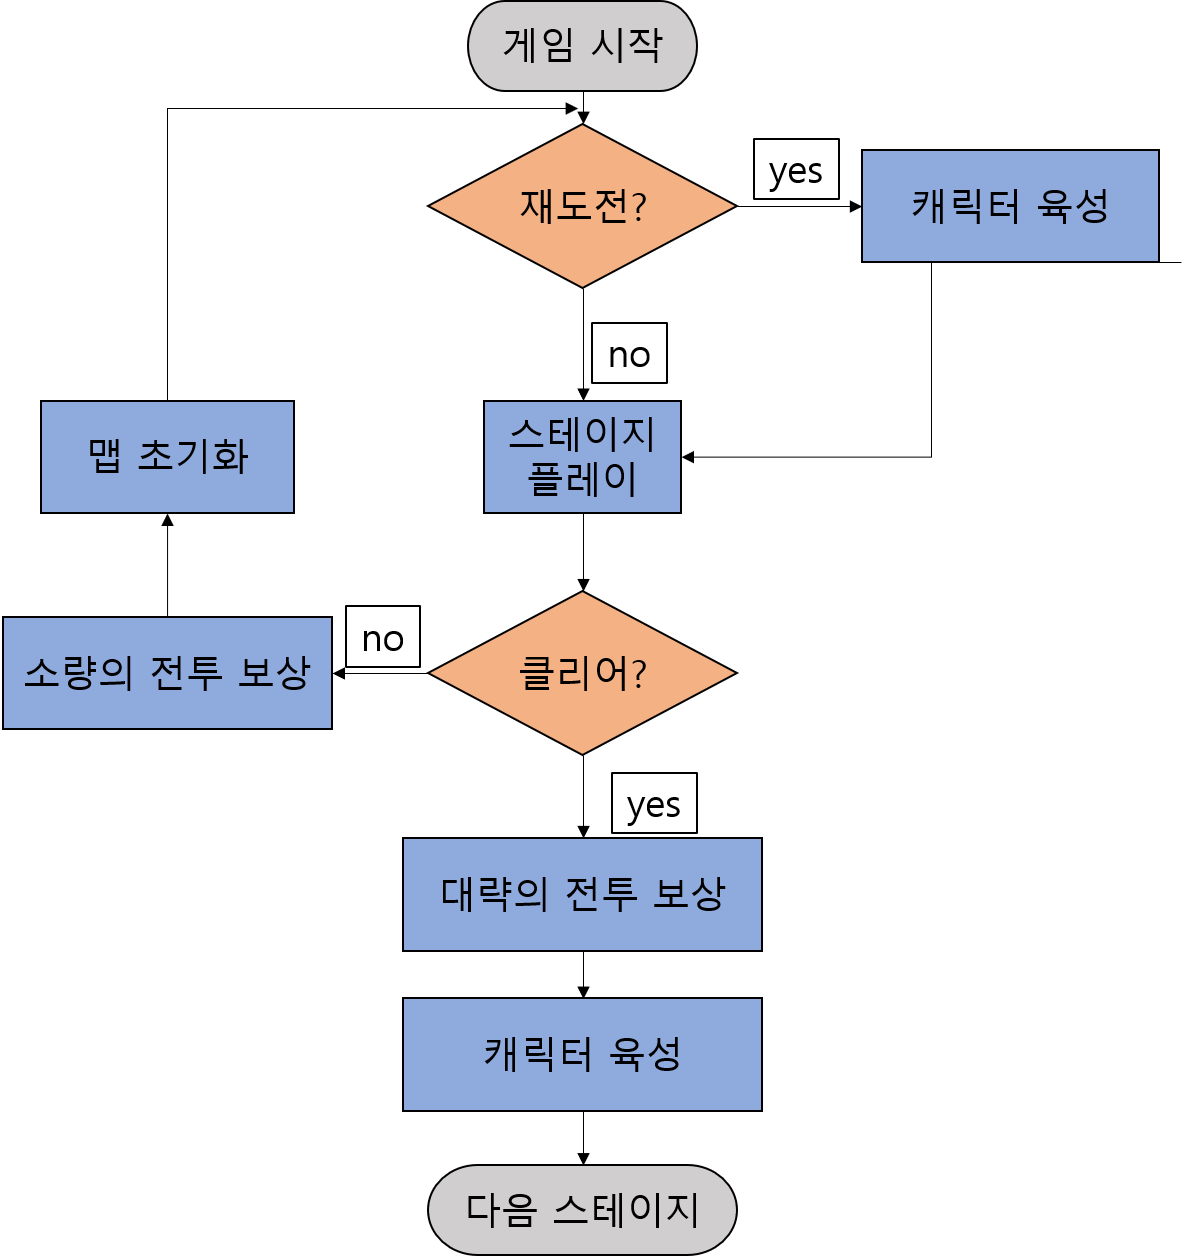 게임 시작
재도전?
yes
캐릭터 육성
no
스테이지
플레이
맵 초기화
클리어?
no
소량의 전투 보상
yes
대략의 전투 보상
캐릭터 육성
다음 스테이지